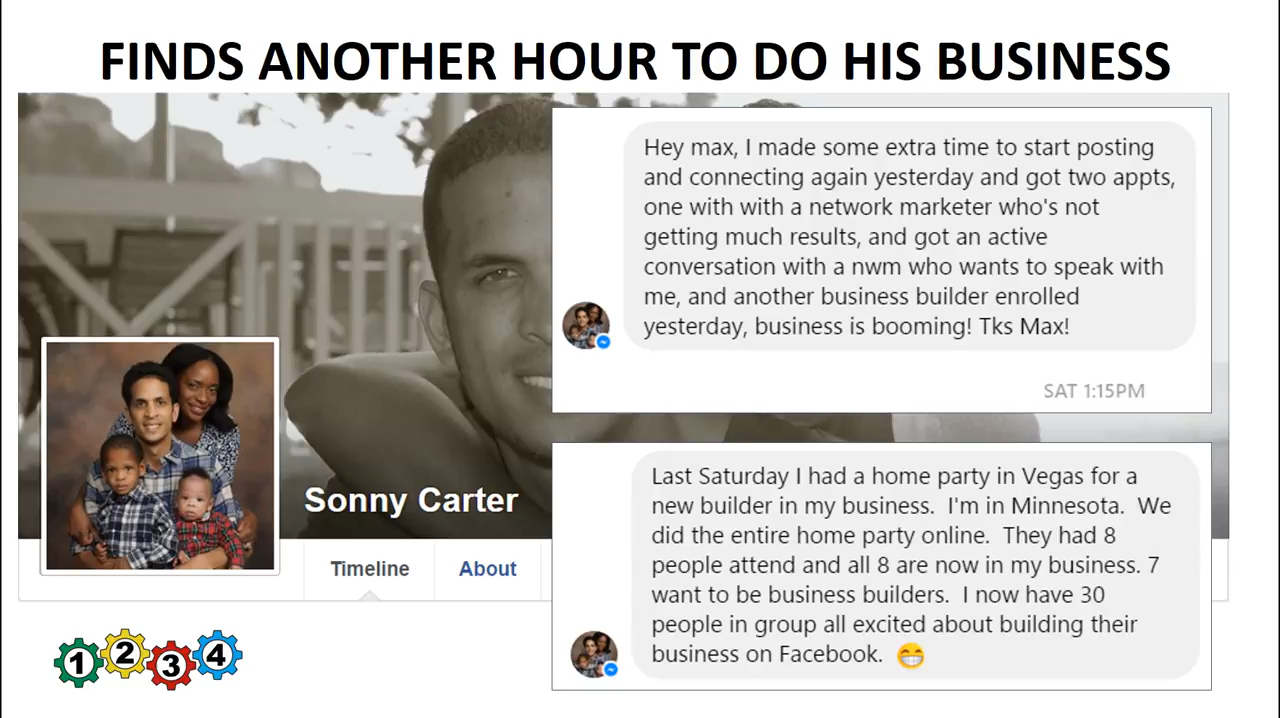 FINDS ANOTHER HOUR TO DO HIS BUSINESS
Hey max, I made some extra time to start posting
and connecting again yesterday and got two appts,
one with with a network marketer who's not
getting much results, and got an active
conversation with a nwm who wants to speak with
me, and another business builder enrolled
yesterday, business is booming! Tks Max!
SAT 1:15PM
Last Saturday I had a home party in Vegas for a
new builder in my business. I'm in Minnesota. We
did the entire home party online. They had 8
people attend and all 8 are now in my business. 7
want to be business builders. I now have 30
people in group all excited about building their
business on Facebook. 😁
Sonny Carter
Timeline About
1 2 3 4